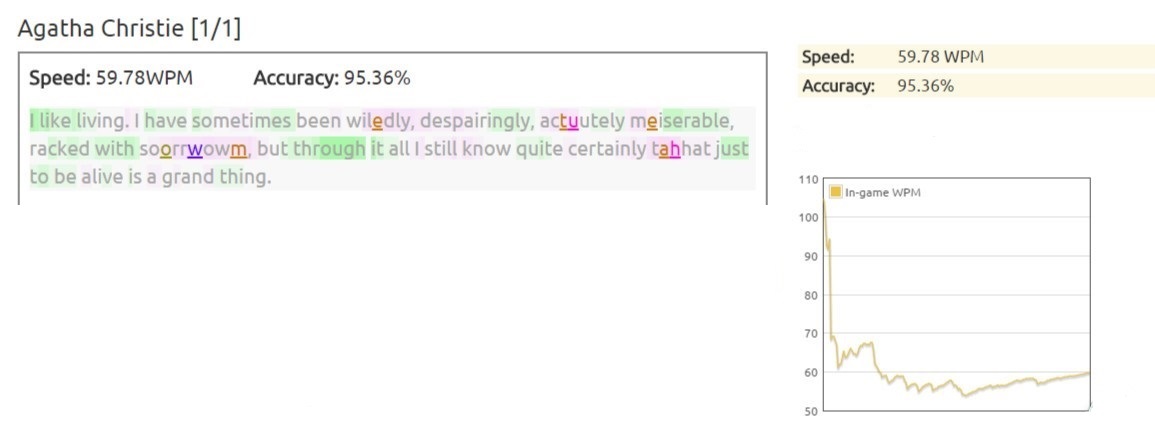 Agatha Christie [1/1]
Speed: 59.78WPM Accuracy: 95.36%
I like living. I have sometimes been wiledly, despairingly, actuutely meiserable,
racked with soorrwowm, but through it all I still know quite certainly tahhat just
to be alive is a grand thing.
Speed: 59.78 WPM
Accuracy: 95.36%
In-game WPM
110
100
90
80
70
60
50